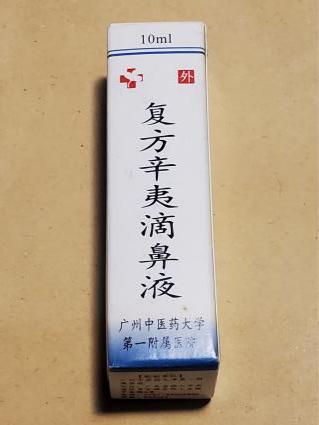 10ml
外
复方辛夷滴鼻液
广州中医药大学
第一附属医院